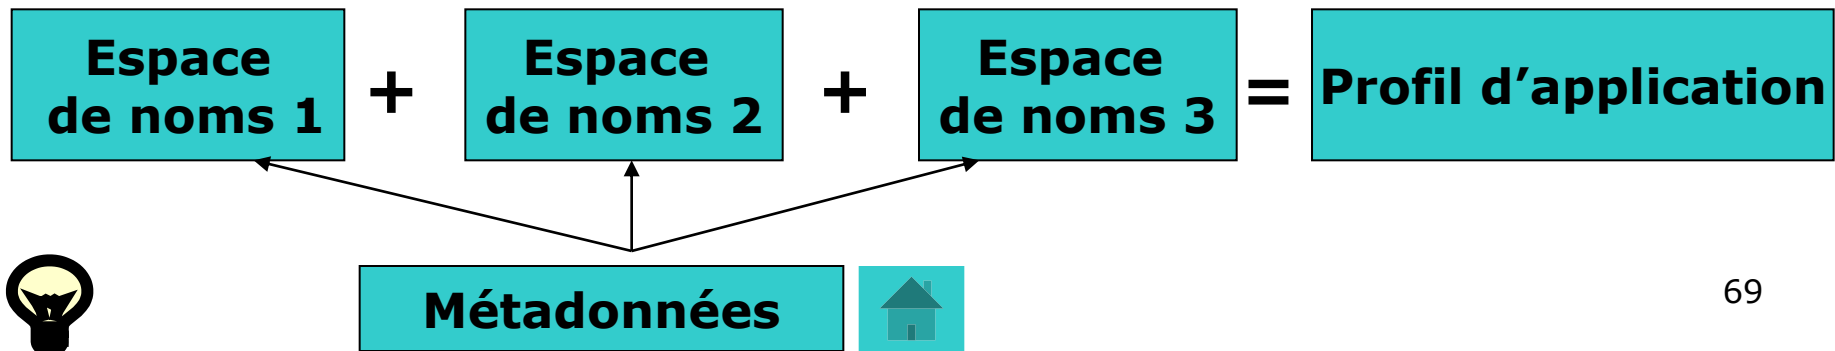 Espace
de noms 1
+
Espace
de noms 2
+
Espace
de noms 3
=
Profil d’application
Métadonnées
69